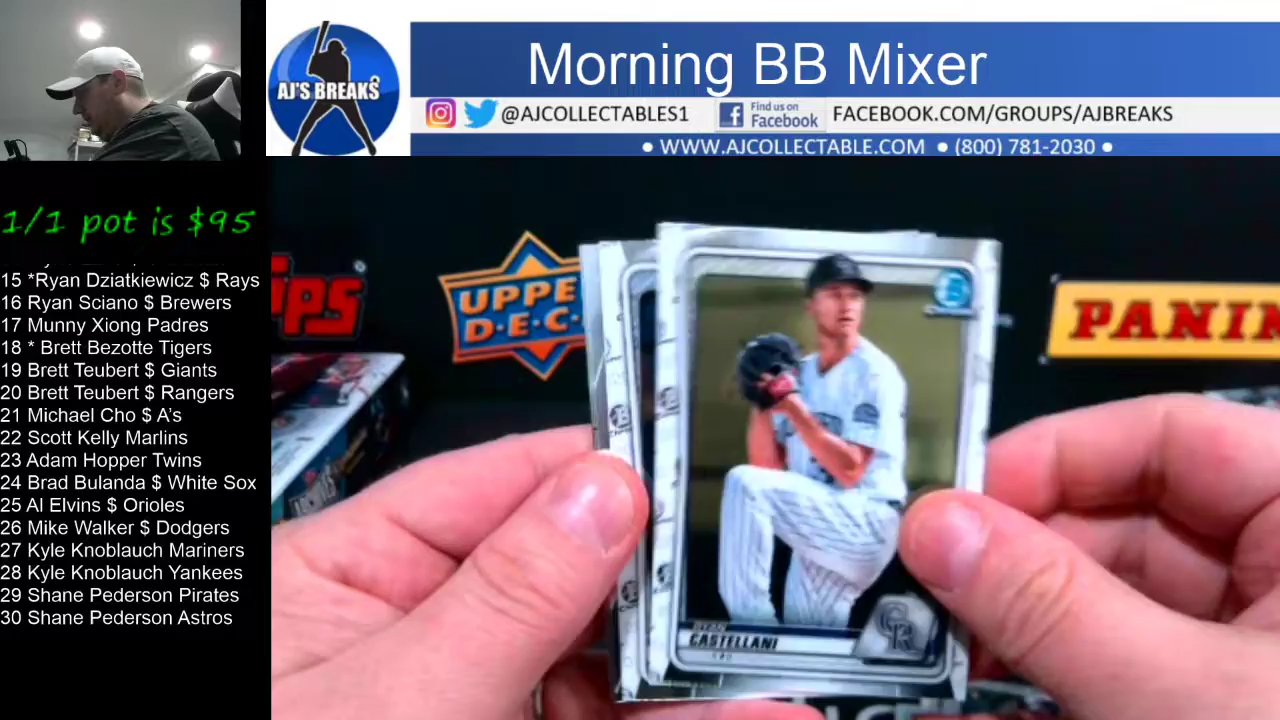 Morning BB Mixer
AJ'S BREAKS
@AJCOLLECTABLES1
Find us on
Facebook
FACEBOOK.COM/GROUPS/AJBREAKS
• WWW.AJCOLLECTABLE.COM • (800) 781-2030 •
1/1 pot is $95
15 *Ryan Dziatkiewicz $ Rays
16 Ryan Sciano $ Brewers
17 Munny Xiong Padres
18 * Brett Bezotte Tigers
19 Brett Teubert $ Giants
20 Brett Teubert $ Rangers
21 Michael Cho $ A's
22 Scott Kelly Marlins
23 Adam Hopper Twins
24 Brad Bulanda $ White Sox
25 Al Elvins $ Orioles
26 Mike Walker $ Dodgers
27 Kyle Knoblauch Mariners
28 Kyle Knoblauch Yankees
29 Shane Pederson Pirates
30 Shane Pederson Astros
PPS
UPPE
D·E·C
PANIN
RYAN
CASTELLANI
CR